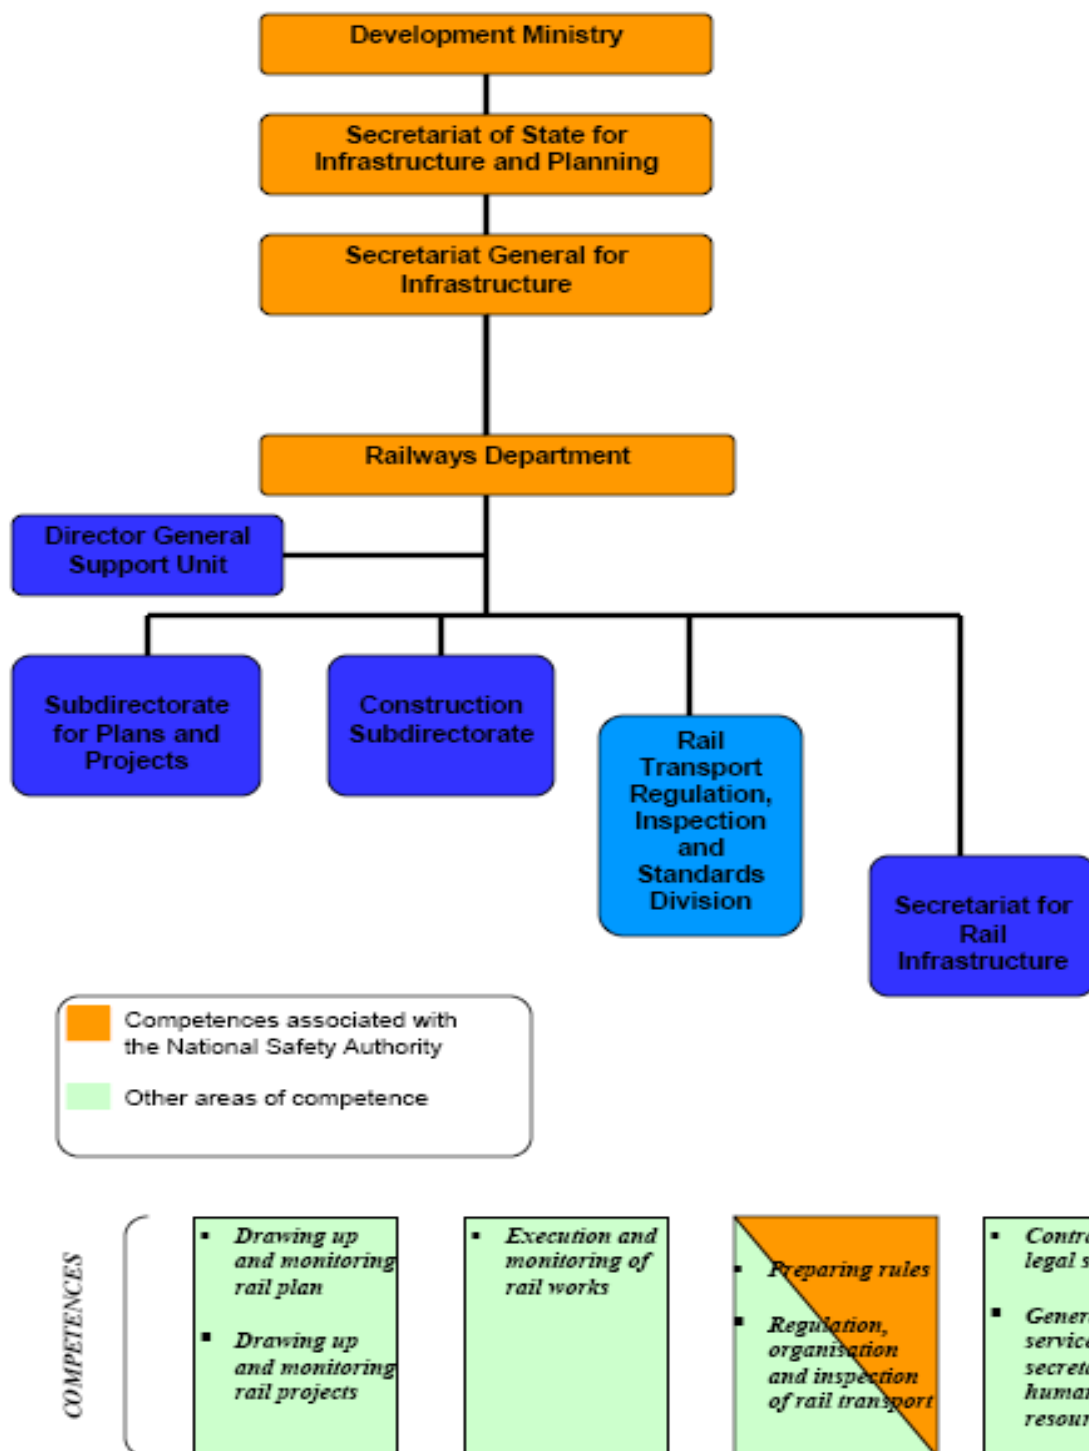 Development Ministry
Secretariat of State for
Infrastructure and Planning
Secretariat General for
Infrastructure
Railways Department
Director General
Support Unit
Subdirectorate
for Plans and
Projects
Construction
Subdirectorate
Rail
Transport
Regulation,
Inspection
and
Standards
Division
Secretariat for
Rail
Infrastructure
Competences associated with
the National Safety Authority
Other areas of competence
COMPETENCES
▪ Drawing up
and monitoring
rail plan
▪ Drawing up
and monitoring
rail projects
▪ Execution and
monitoring of
rail works
▪ Preparing rules
▪ Regulation,
organisation
and inspection
of rail transport
▪ 
legal
▪